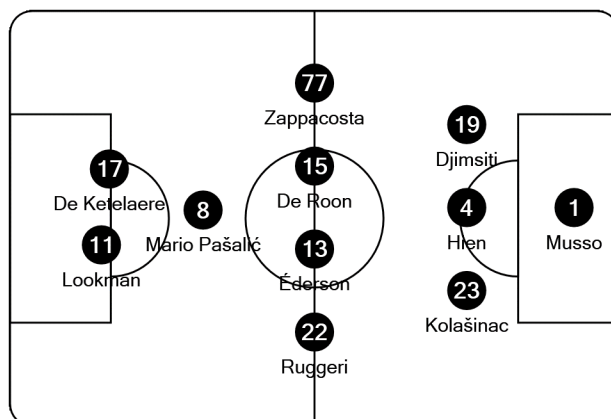 77
Zappacosta
19
Djimsiti
17
De Ketelaere
15
De Roon
8
Mario Pašalić
4
Hien
1
Musso
11
Lookman
13
Éderson
23
Kolašinac
22
Ruggeri